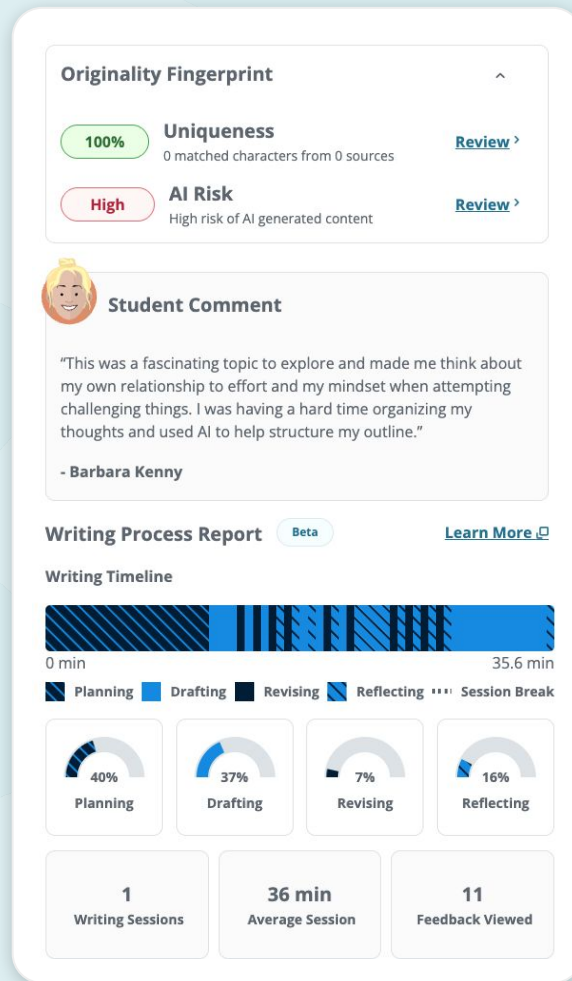 Originality Fingerprint
100%
Uniqueness
0 matched characters from 0 sources
Review
High
AI Risk
High risk of AI generated content
Review
Student Comment
“This was a fascinating topic to explore and made me think about
my own relationship to effort and my mindset when attempting
challenging things. I was having a hard time organizing my
thoughts and used AI to help structure my outline.”
- Barbara Kenny
Writing Process Report
Beta
Learn More
Writing Timeline
0 min
35.6 min
Planning
Drafting
Revising
Reflecting
Session Break
40%
Planning
37%
Drafting
7%
Revising
16%
Reflecting
1
Writing Sessions
36 min
Average Session
11
Feedback Viewed